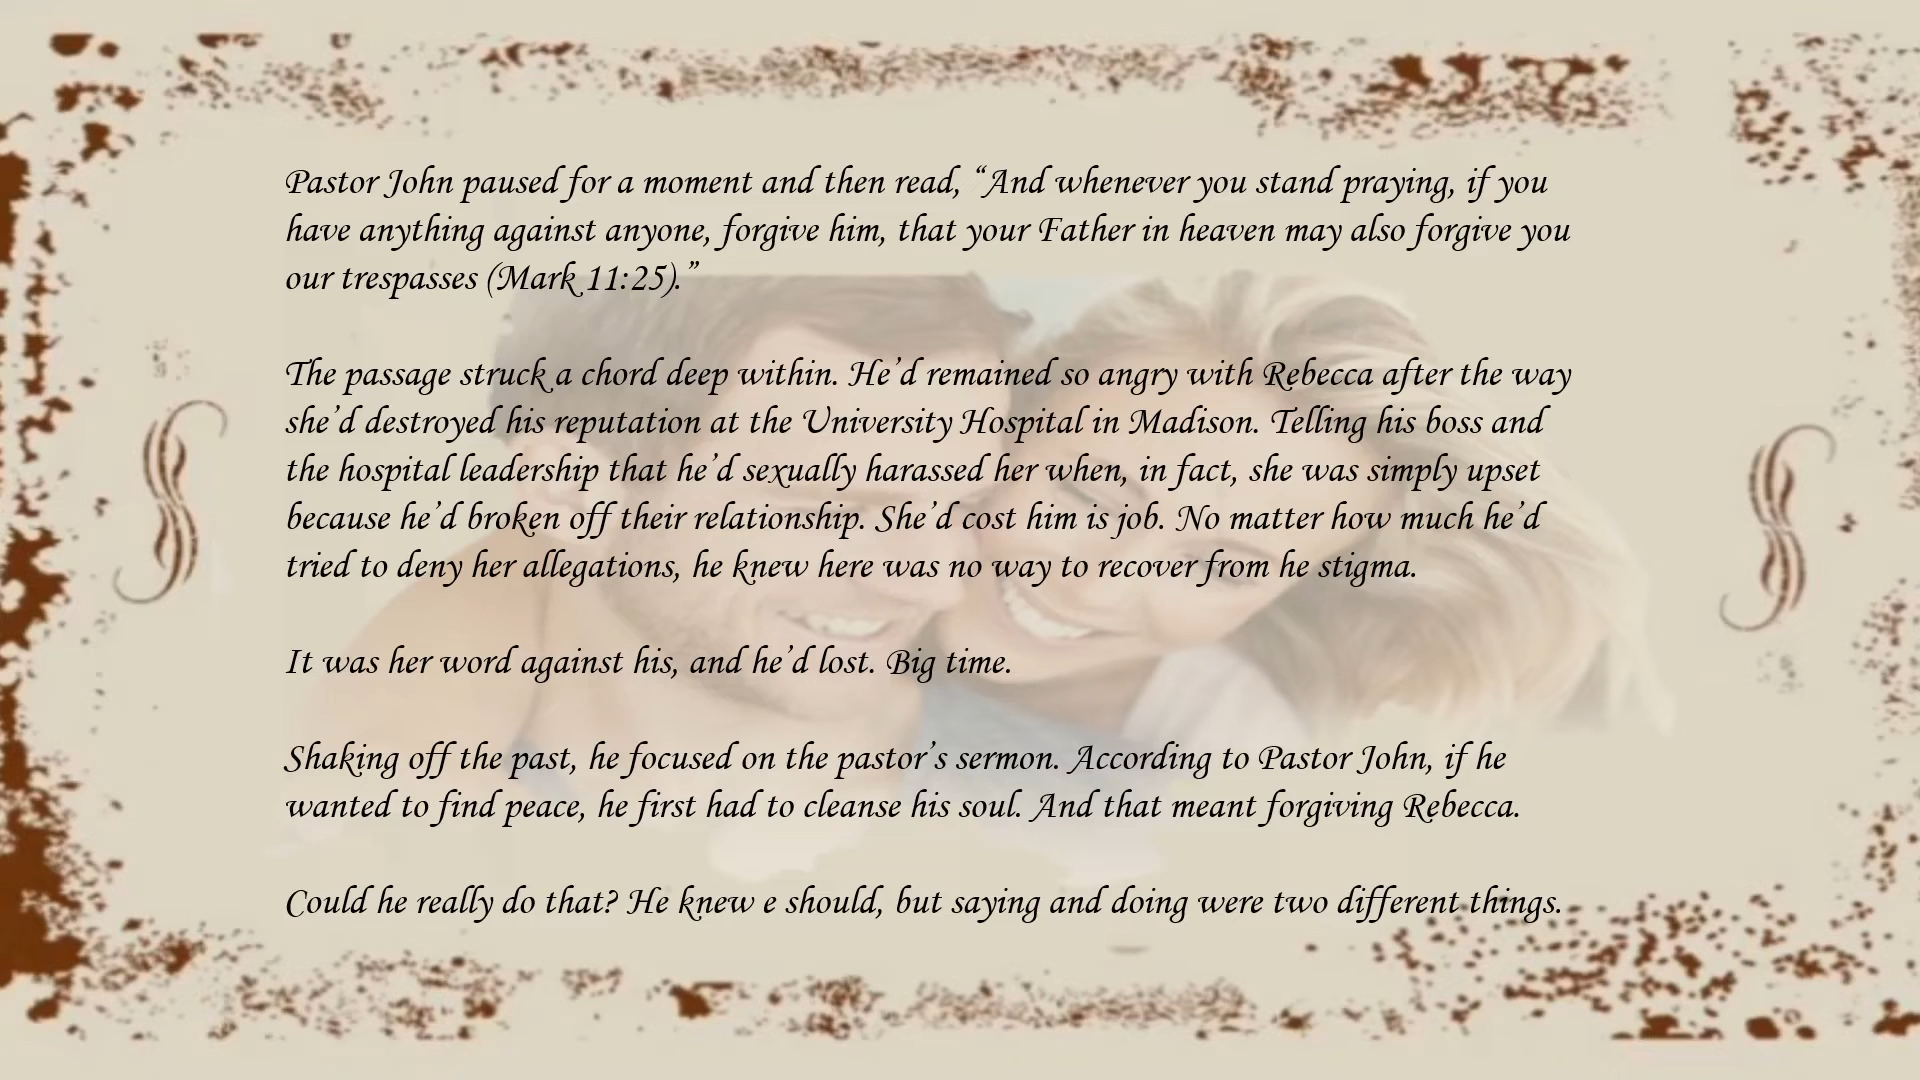 Pastor John paused for a moment and then read, “And whenever you stand praying, if you
have anything against anyone, forgive him, that your Father in heaven may also forgive you
our trespasses (Mark 11:25).”
The passage struck a chord deep within. He’d remained so angry with Rebecca after the way
she’d destroyed his reputation at the University Hospital in Madison. Telling his boss and
the hospital leadership that he’d sexually harassed her when, in fact, she was simply upset
because he’d broken off their relationship. She’d cost him is job. No matter how much he’d
tried to deny her allegations, he knew here was no way to recover from he stigma.
It was her word against his, and he’d lost. Big time.
Shaking off the past, he focused on the pastor’s sermon. According to Pastor John, if he
wanted to find peace, he first had to cleanse his soul. And that meant forgiving Rebecca.
Could he really do that? He knew e should, but saying and doing were two different things.